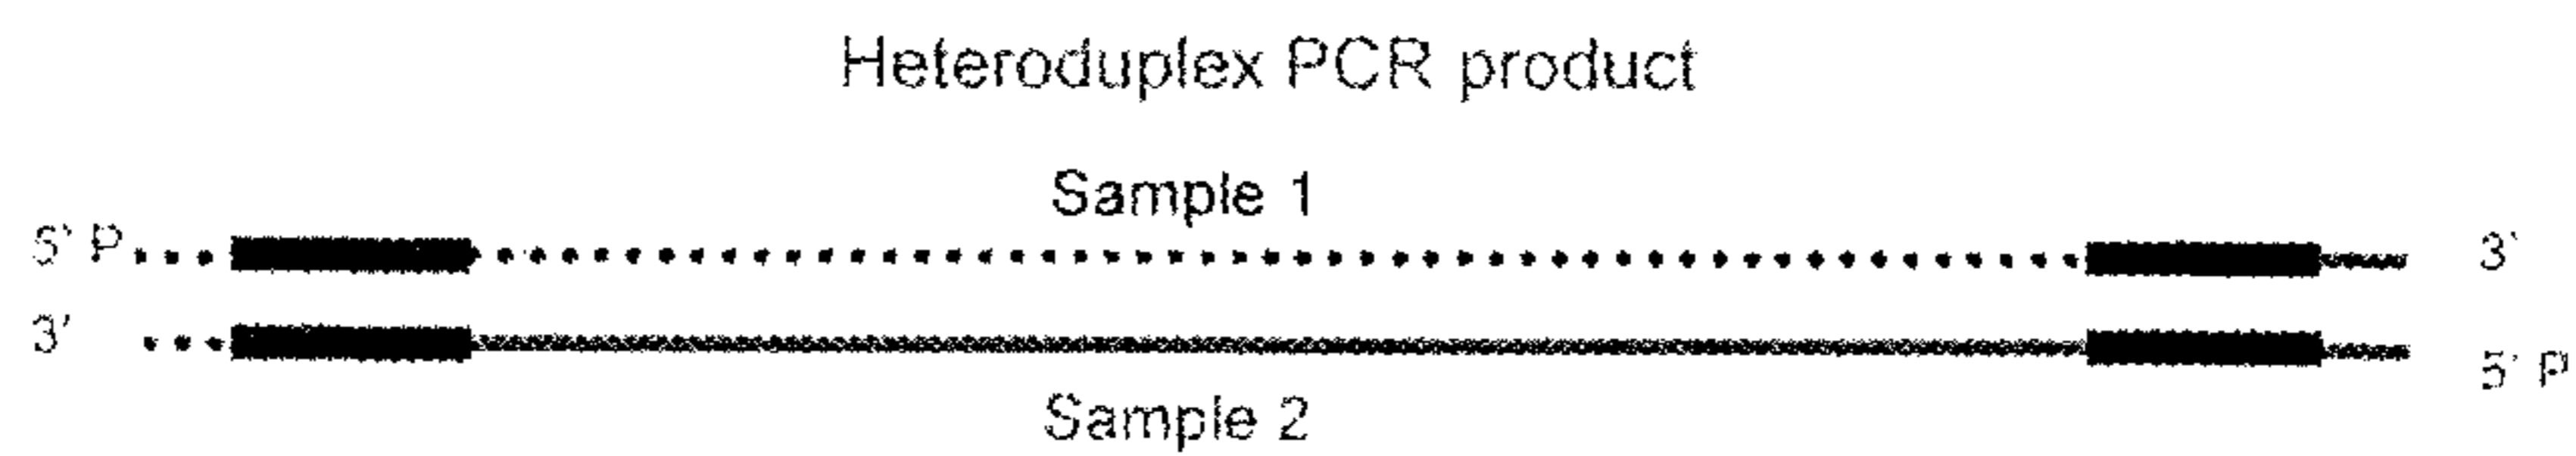 Heteroduplex PCR product
Sample 1
5' P 3'
3' 5' P
Sample 2